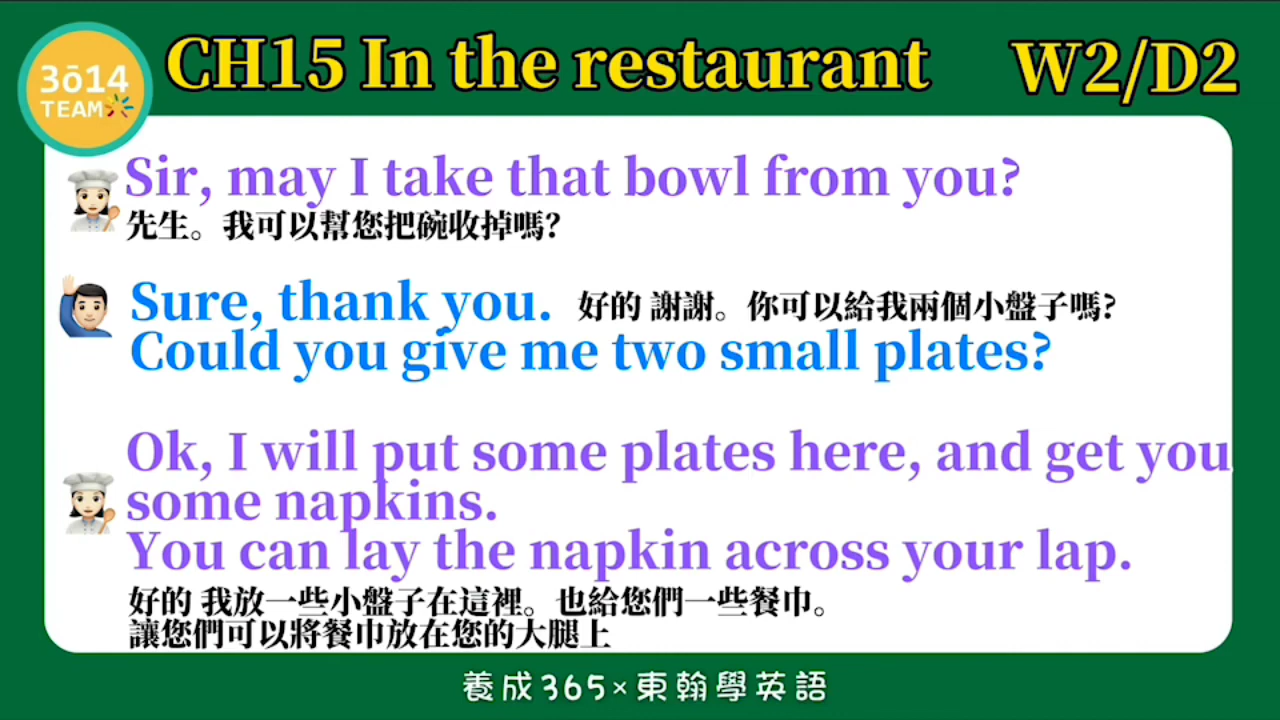 3ō14
TEAM
CH15 In the restaurant
W2/D2
Sir, may I take that bowl from you?
先生。我可以幫您把碗收掉嗎?
Sure, thank you. 好的 謝謝。你可以給我兩個小盤子嗎?
Could you give me two small plates?
Ok, I will put some plates here, and get you
some napkins.
You can lay the napkin across your lap.
好的 我放一些小盤子在這裡。也給您們一些餐巾。
讓您們可以將餐巾放在您的大腿上
養成365×東翰學英語